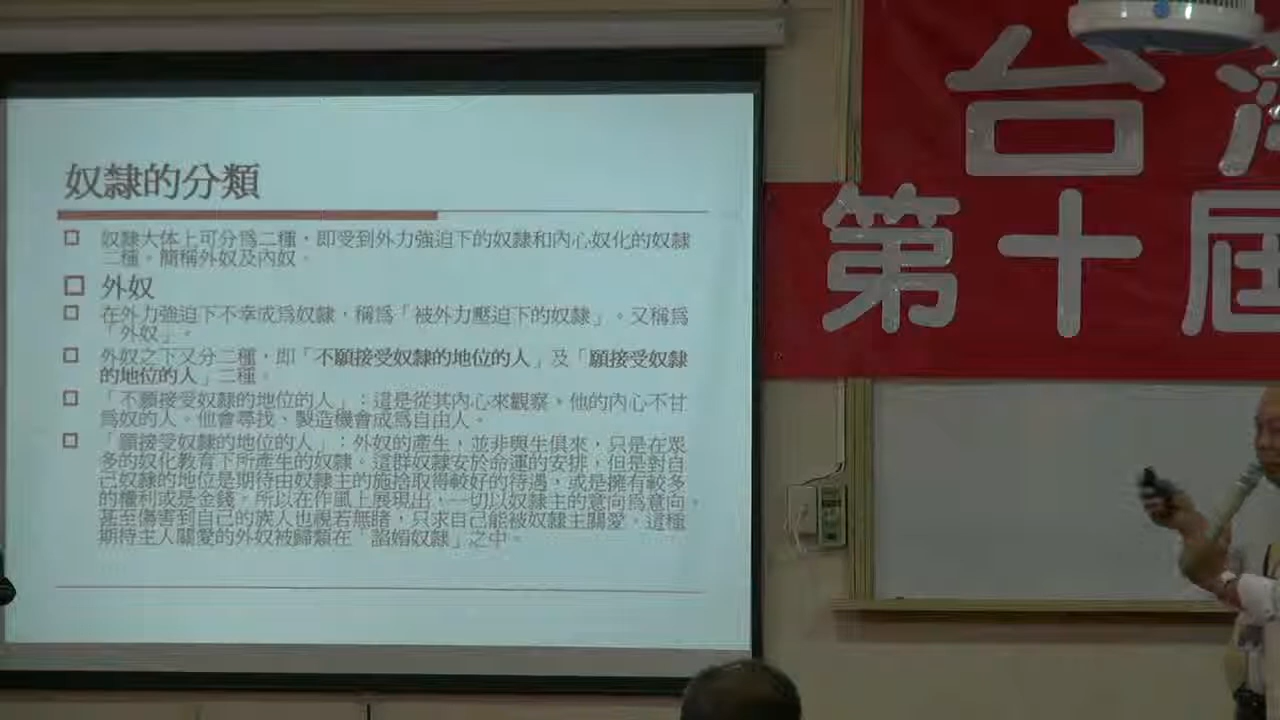 奴隸的分類
奴隸大体上可分為二種，即受到外力強迫下的奴隸和內心奴化的奴隸
二種。簡稱外奴及內奴。
外奴
在外力強迫下不幸成為奴隸，稱為「被外力壓迫下的奴隸」。又稱為
「外奴」。
外奴之下又分二種，即「不願接受奴隸的地位的人」及「願接受奴隸
的地位的人」二種。
「不願接受奴隸的地位的人」：這是從其內心來觀察。他的內心不甘
為奴的人。他會尋找、製造機會成為自由人。
「願接受奴隸的地位的人」：外奴的產生，並非與生俱來，只是在眾
多的奴化教育下所產生的奴隸。這群奴隸安於命運的安排，但是對自
己奴隸的地位是期待由奴隸主的施捨取得較好的待遇，或是擁有較多
的權利或是金錢。所以在作風上展現出，一切以奴隸主的意向為意向。
甚至傷害到自己的族人也視若無睹，只求自己能被奴隸主關愛。這種
期待主人關愛的外奴被歸類在「諂婿奴隸」之中。
台灣
第十屆